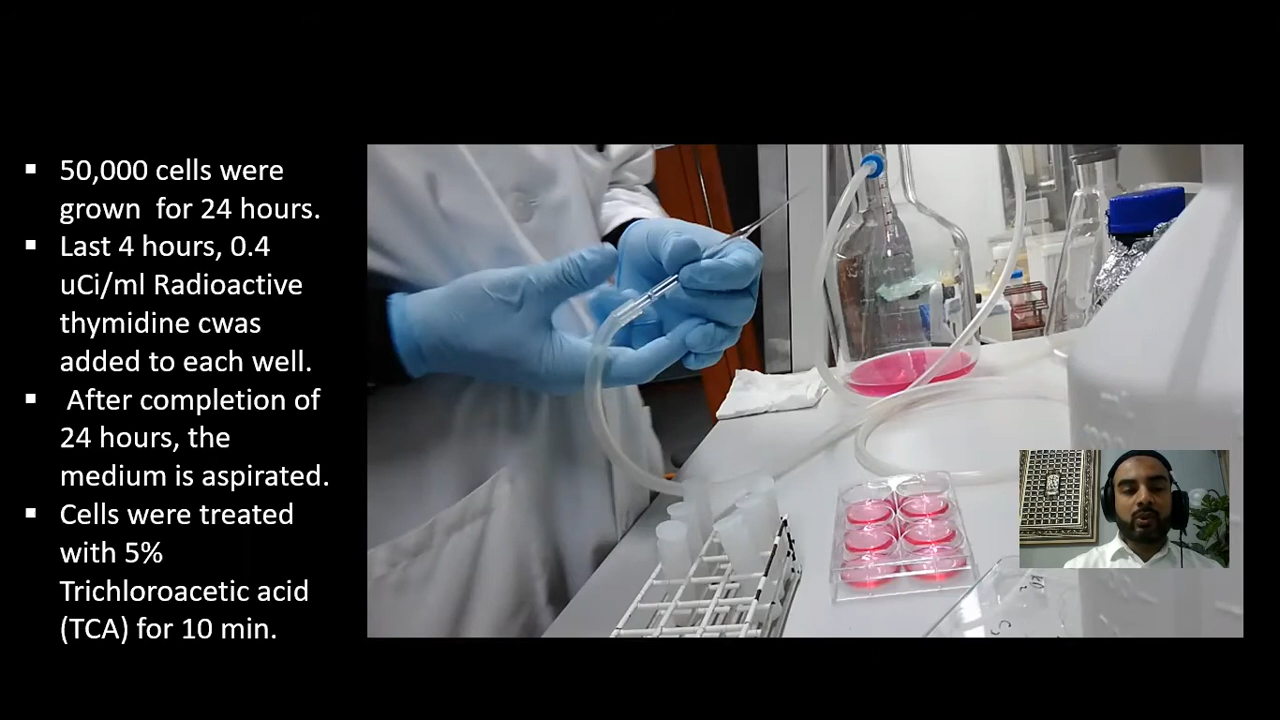 ▪ 50,000 cells were
grown for 24 hours.
▪ Last 4 hours, 0.4
uCi/ml Radioactive
thymidine cwas
added to each well.
▪ After completion of
24 hours, the
medium is aspirated.
▪ Cells were treated
with 5%
Trichloroacetic acid
(TCA) for 10 min.